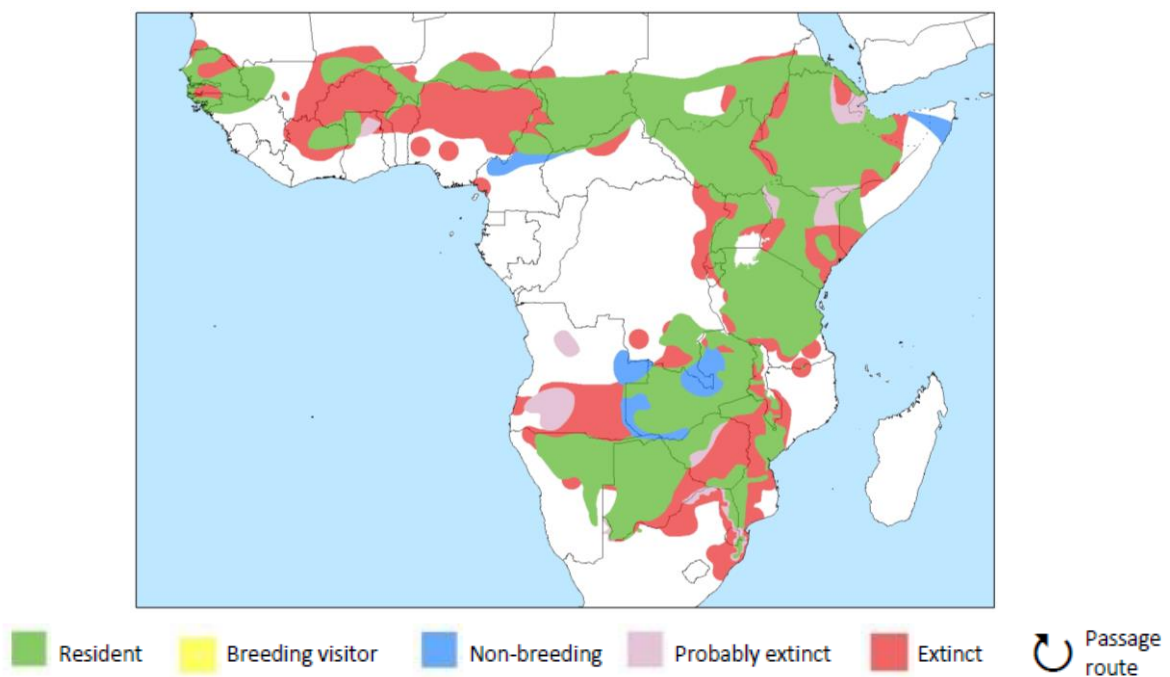 Resident
Breeding visitor
Non-breeding
Probably extinct
Extinct
Passage
route